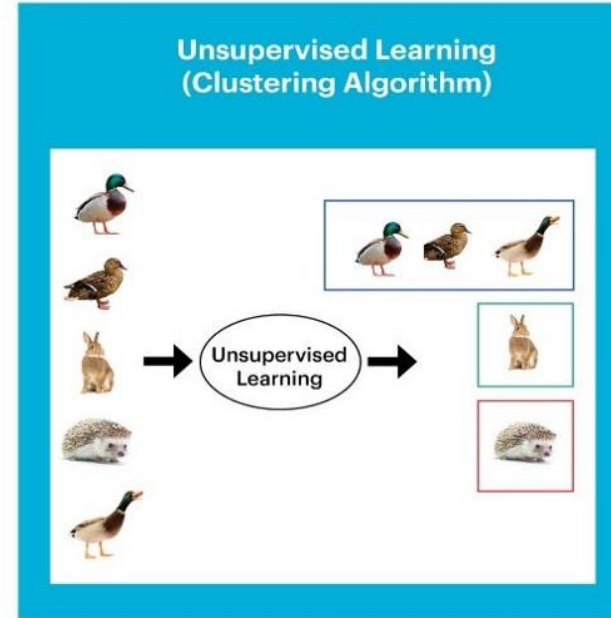 Unsupervised Learning
(Clustering Algorithm)
Unsupervised
Learning